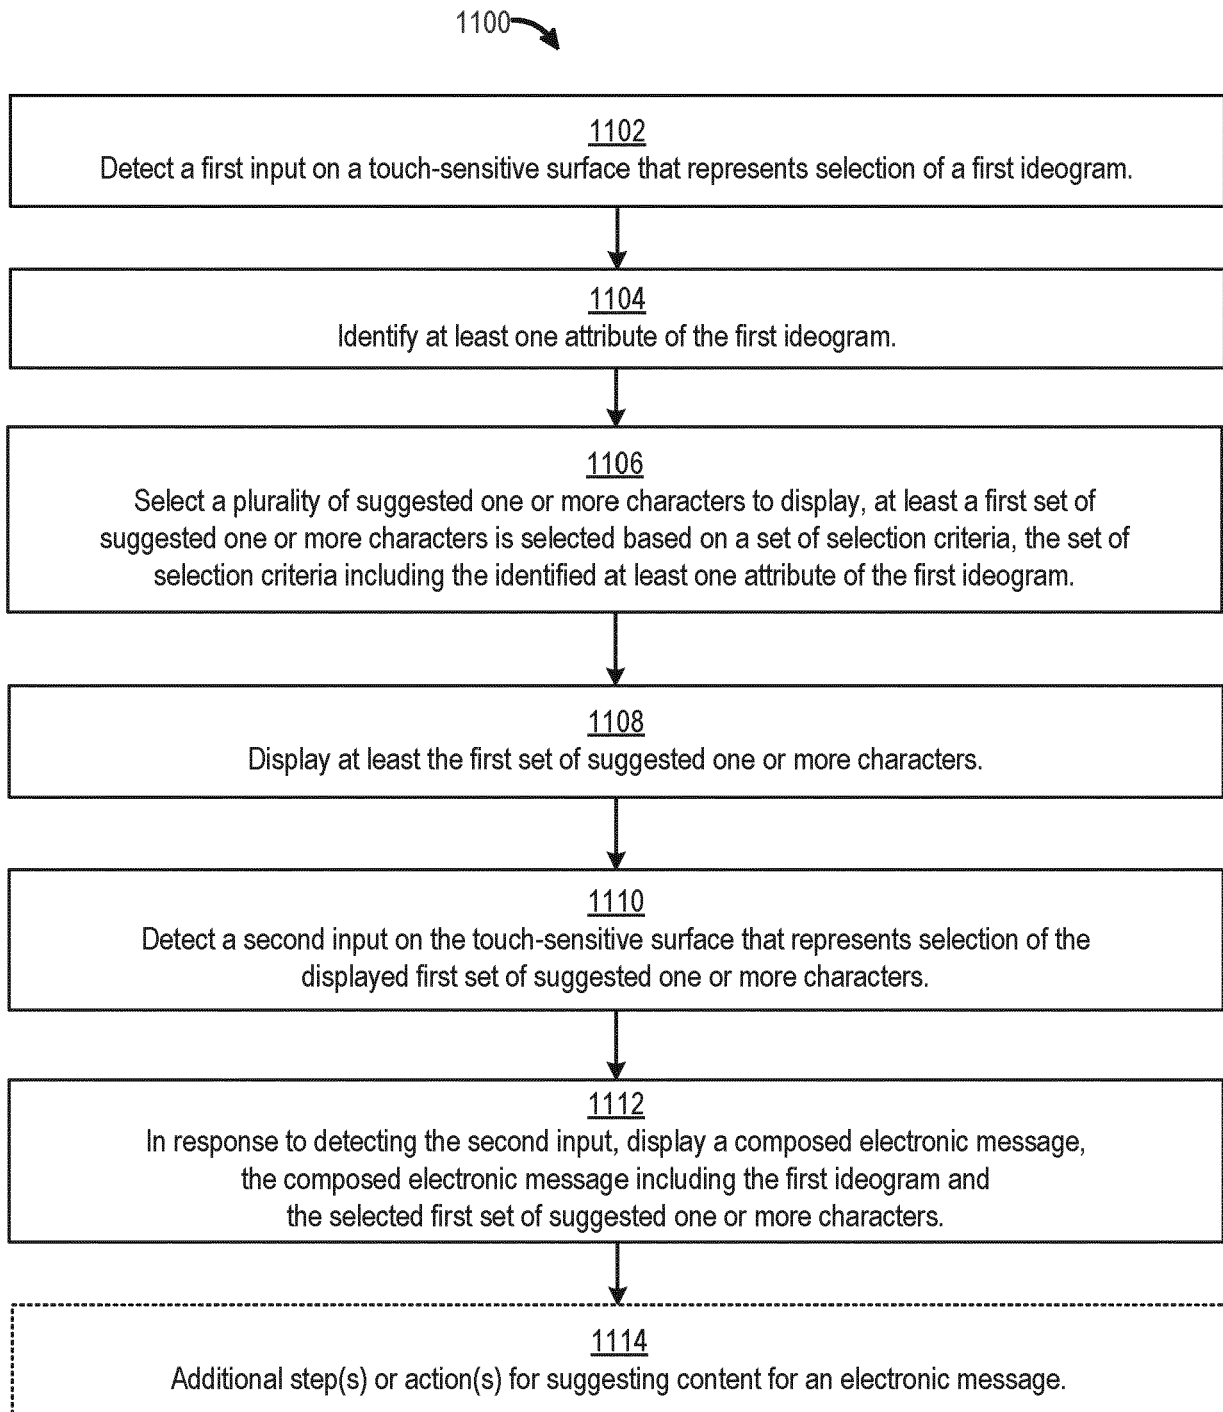 1100
1102
Detect a first input on a touch-sensitive surface that represents selection of a first ideogram.
1104
Identify at least one attribute of the first ideogram.
1106
Select a plurality of suggested one or more characters to display, at least a first set of
suggested one or more characters is selected based on a set of selection criteria, the set of
selection criteria including the identified at least one attribute of the first ideogram.
1108
Display at least the first set of suggested one or more characters.
1110
Detect a second input on the touch-sensitive surface that represents selection of the
displayed first set of suggested one or more characters.
1112
In response to detecting the second input, display a composed electronic message,
the composed electronic message including the first ideogram and
the selected first set of suggested one or more characters.
1114
Additional step(s) or action(s) for suggesting content for an electronic message.